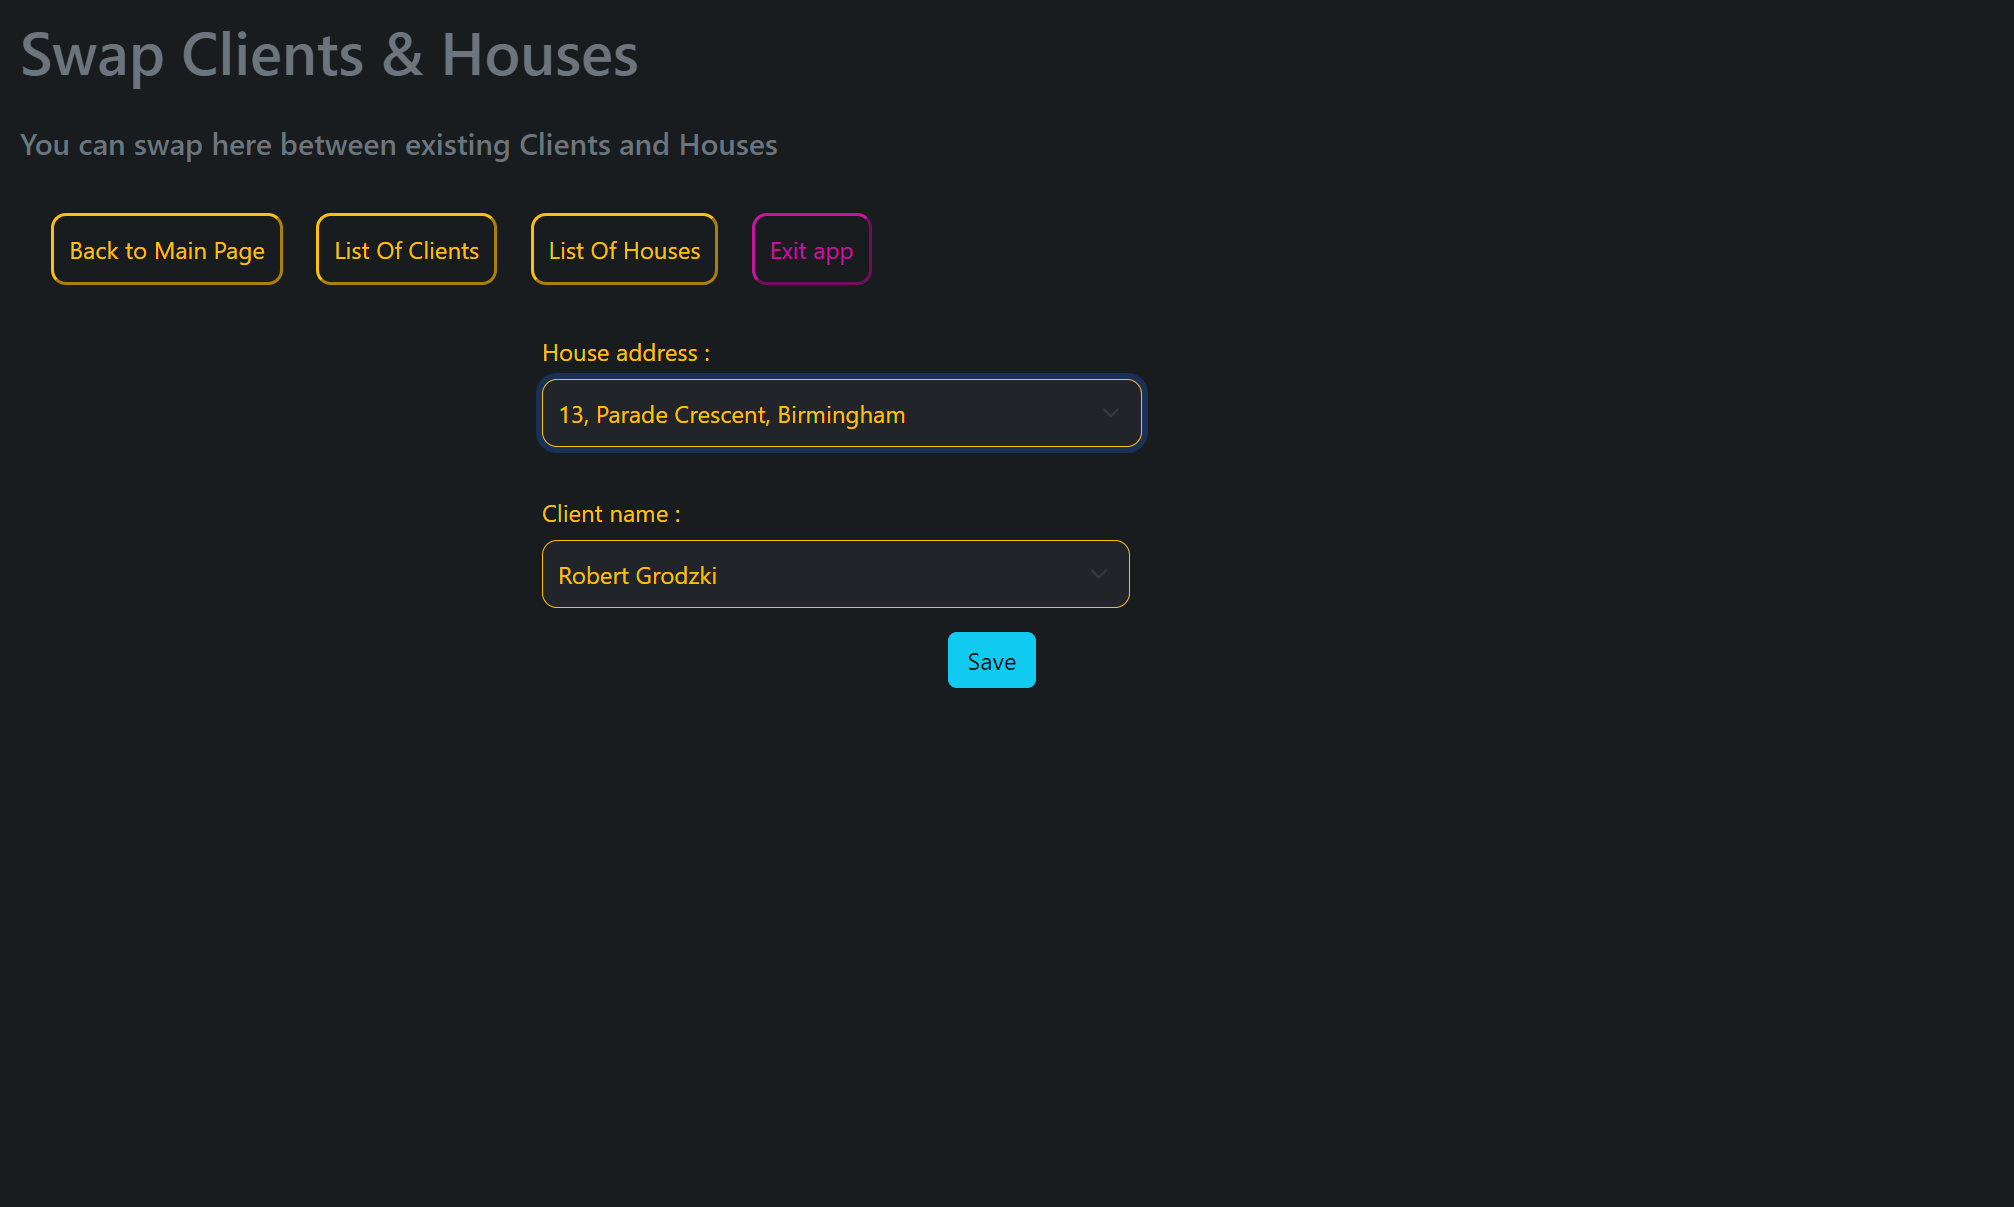 Swap Clients & Houses
You can swap here between existing Clients and Houses
Back to Main Page List Of Clients List Of Houses Exit app
House address :
13, Parade Crescent, Birmingham
Client name :
Robert Grodzki
Save